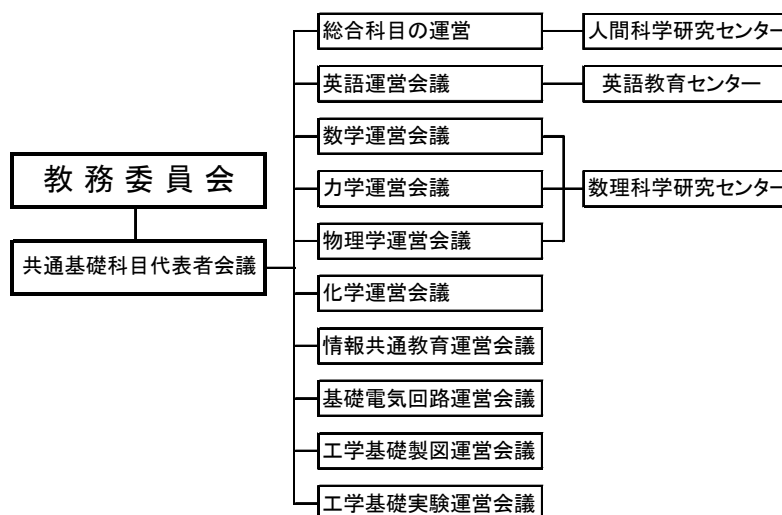 総合科目の運営
人間科学研究センター
英語運営会議
英語教育センター
数学運営会議
教務委員会
力学運営会議
数理科学研究センター
物理学運営会議
共通基礎科目代表者会議
化学運営会議
情報共通教育運営会議
基礎電気回路運営会議
工学基礎製図運営会議
工学基礎実験運営会議